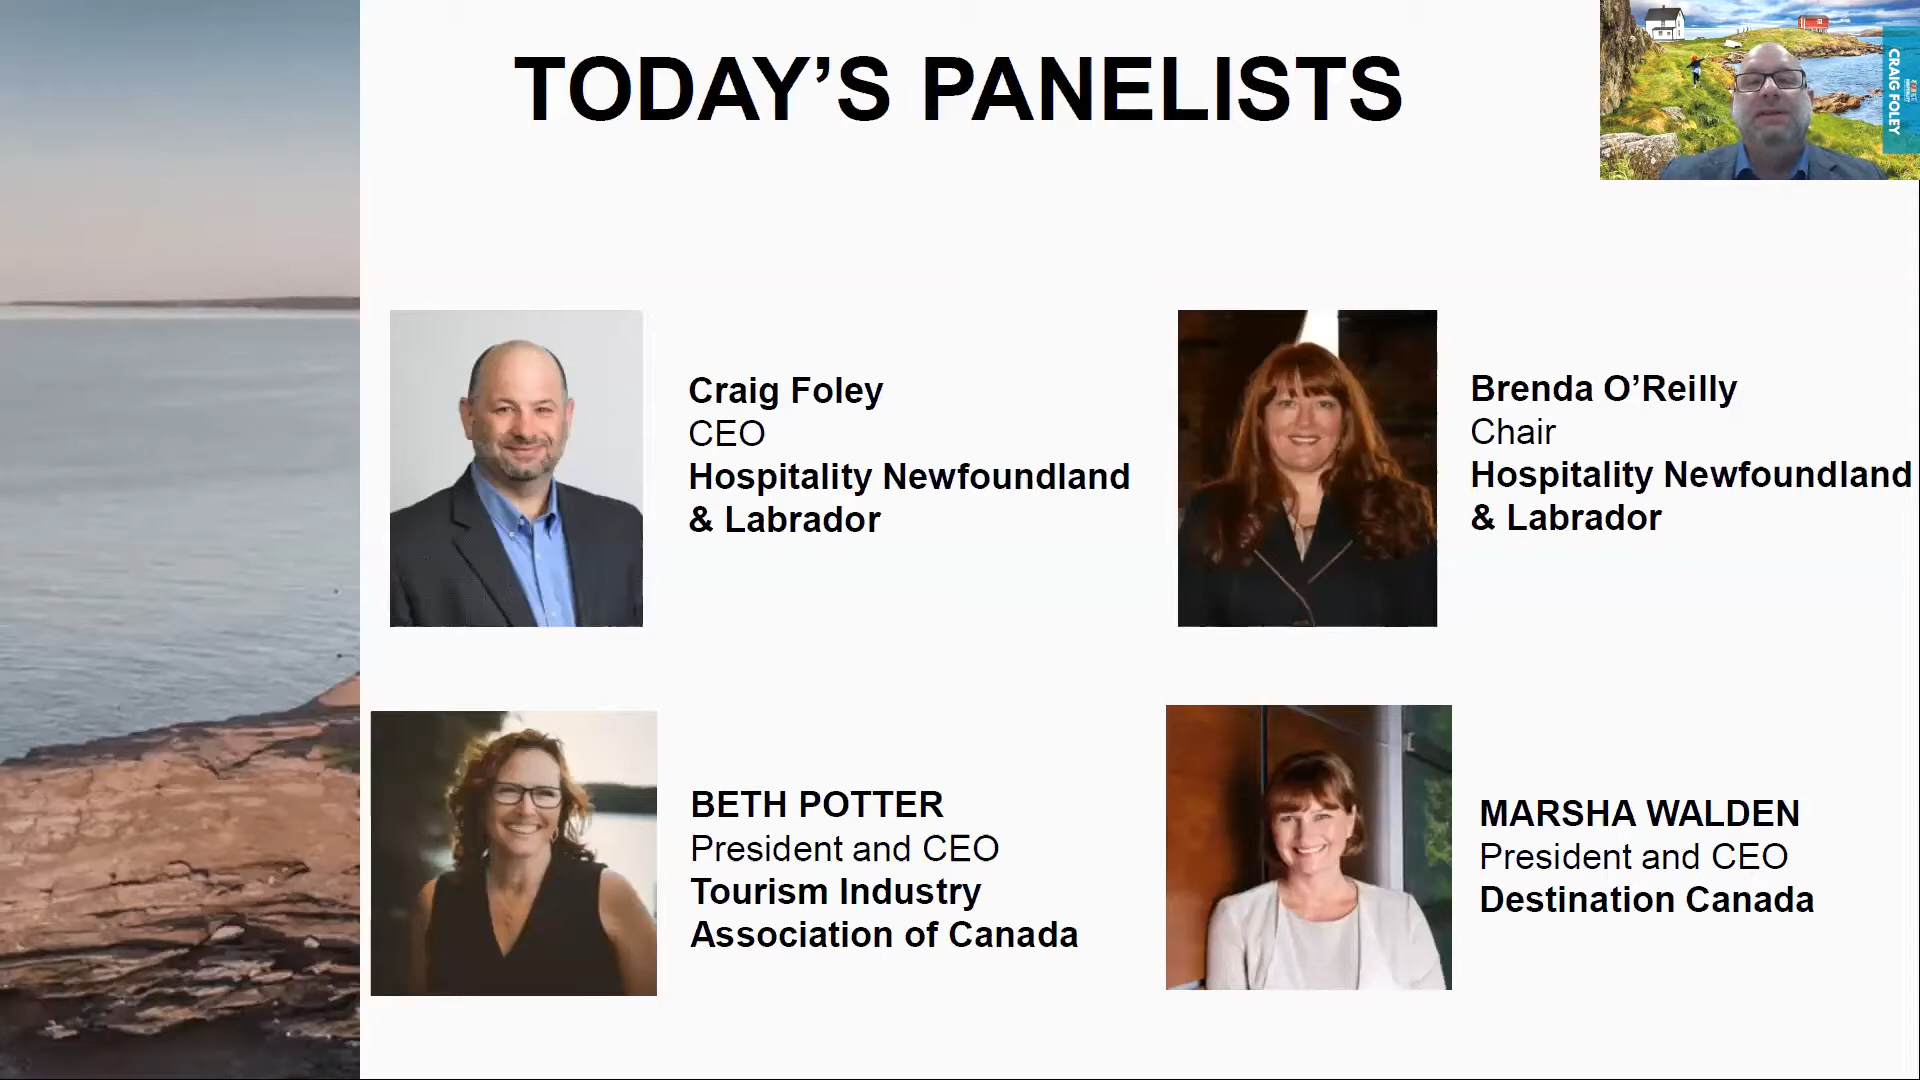 TODAY’S PANELISTS
CRAIG FOLEY
Craig Foley
CEO
Hospitality Newfoundland
& Labrador
Brenda O’Reilly
Chair
Hospitality Newfoundland
& Labrador
BETH POTTER
President and CEO
Tourism Industry
Association of Canada
MARSHA WALDEN
President and CEO
Destination Canada